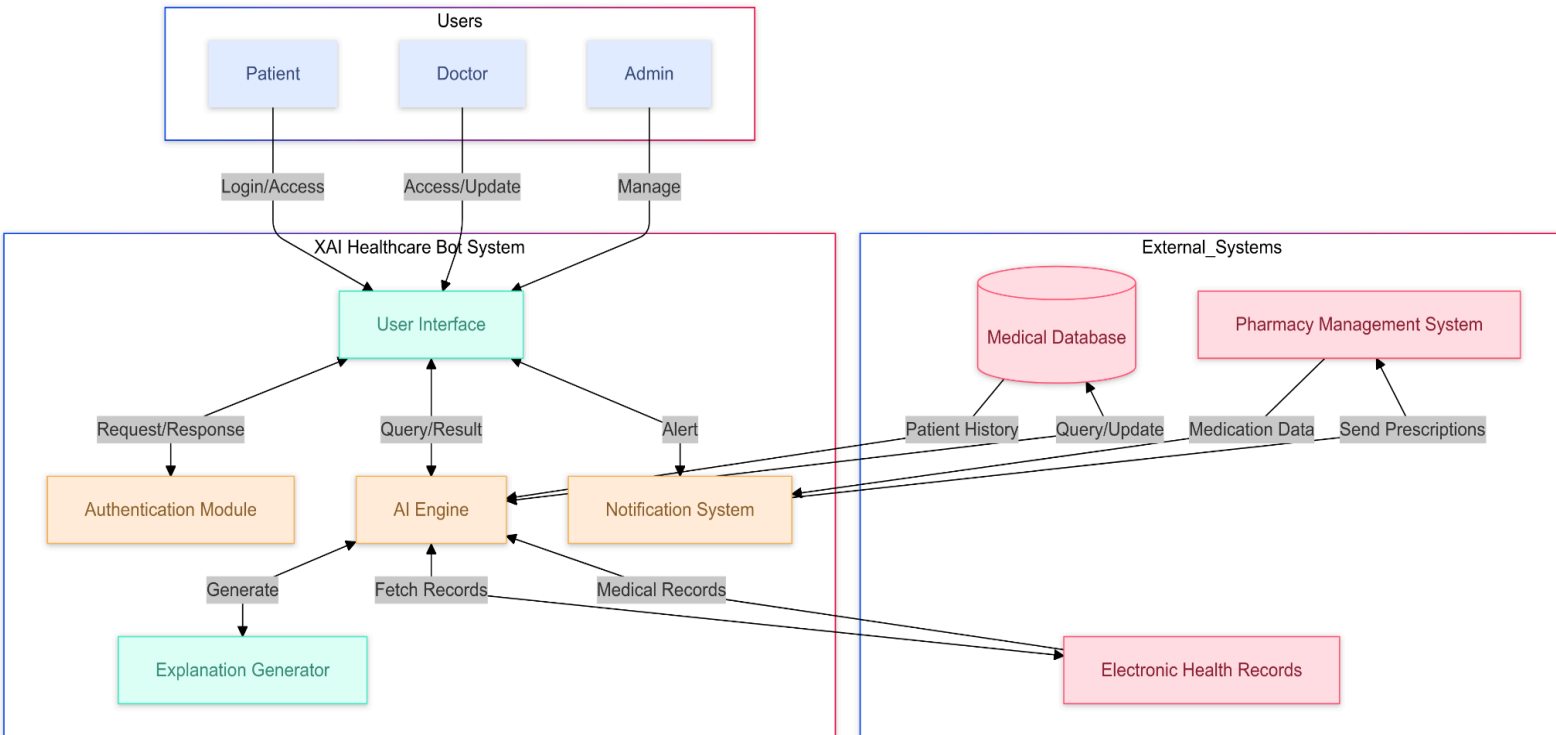 Users
Patient
Doctor
Admin
Login/Access
Access/Update
Manage
XAI Healthcare Bot System
External_Systems
User Interface
Medical Database
Pharmacy Management System
Request/Response
Query/Result
Alert
Patient History
Query/Update
Medication Data
Send Prescriptions
Authentication Module
AI Engine
Notification System
Generate
Fetch Records
Medical Records
Explanation Generator
Electronic Health Records